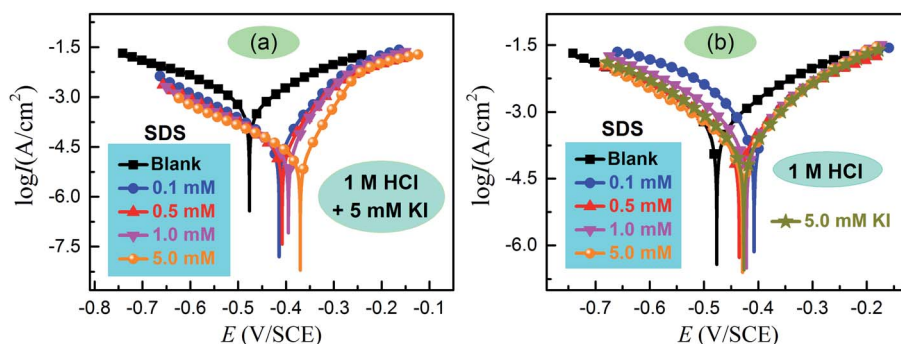 (a)
logI(A/cm²)
-1.5
-3.0
-4.5
-6.0
-7.5
SDS
Blank
0.1 mM
0.5 mM
1.0 mM
5.0 mM
1 M HCl
+ 5 mM KI
-0.8 -0.7 -0.6 -0.5 -0.4 -0.3 -0.2 -0.1
E (V/SCE)
(b)
logI(A/cm²)
-1.5
-3.0
-4.5
-6.0
SDS
Blank
0.1 mM
0.5 mM
1.0 mM
5.0 mM
1 M HCl
5.0 mM KI
-0.7 -0.6 -0.5 -0.4 -0.3 -0.2
E (V/SCE)